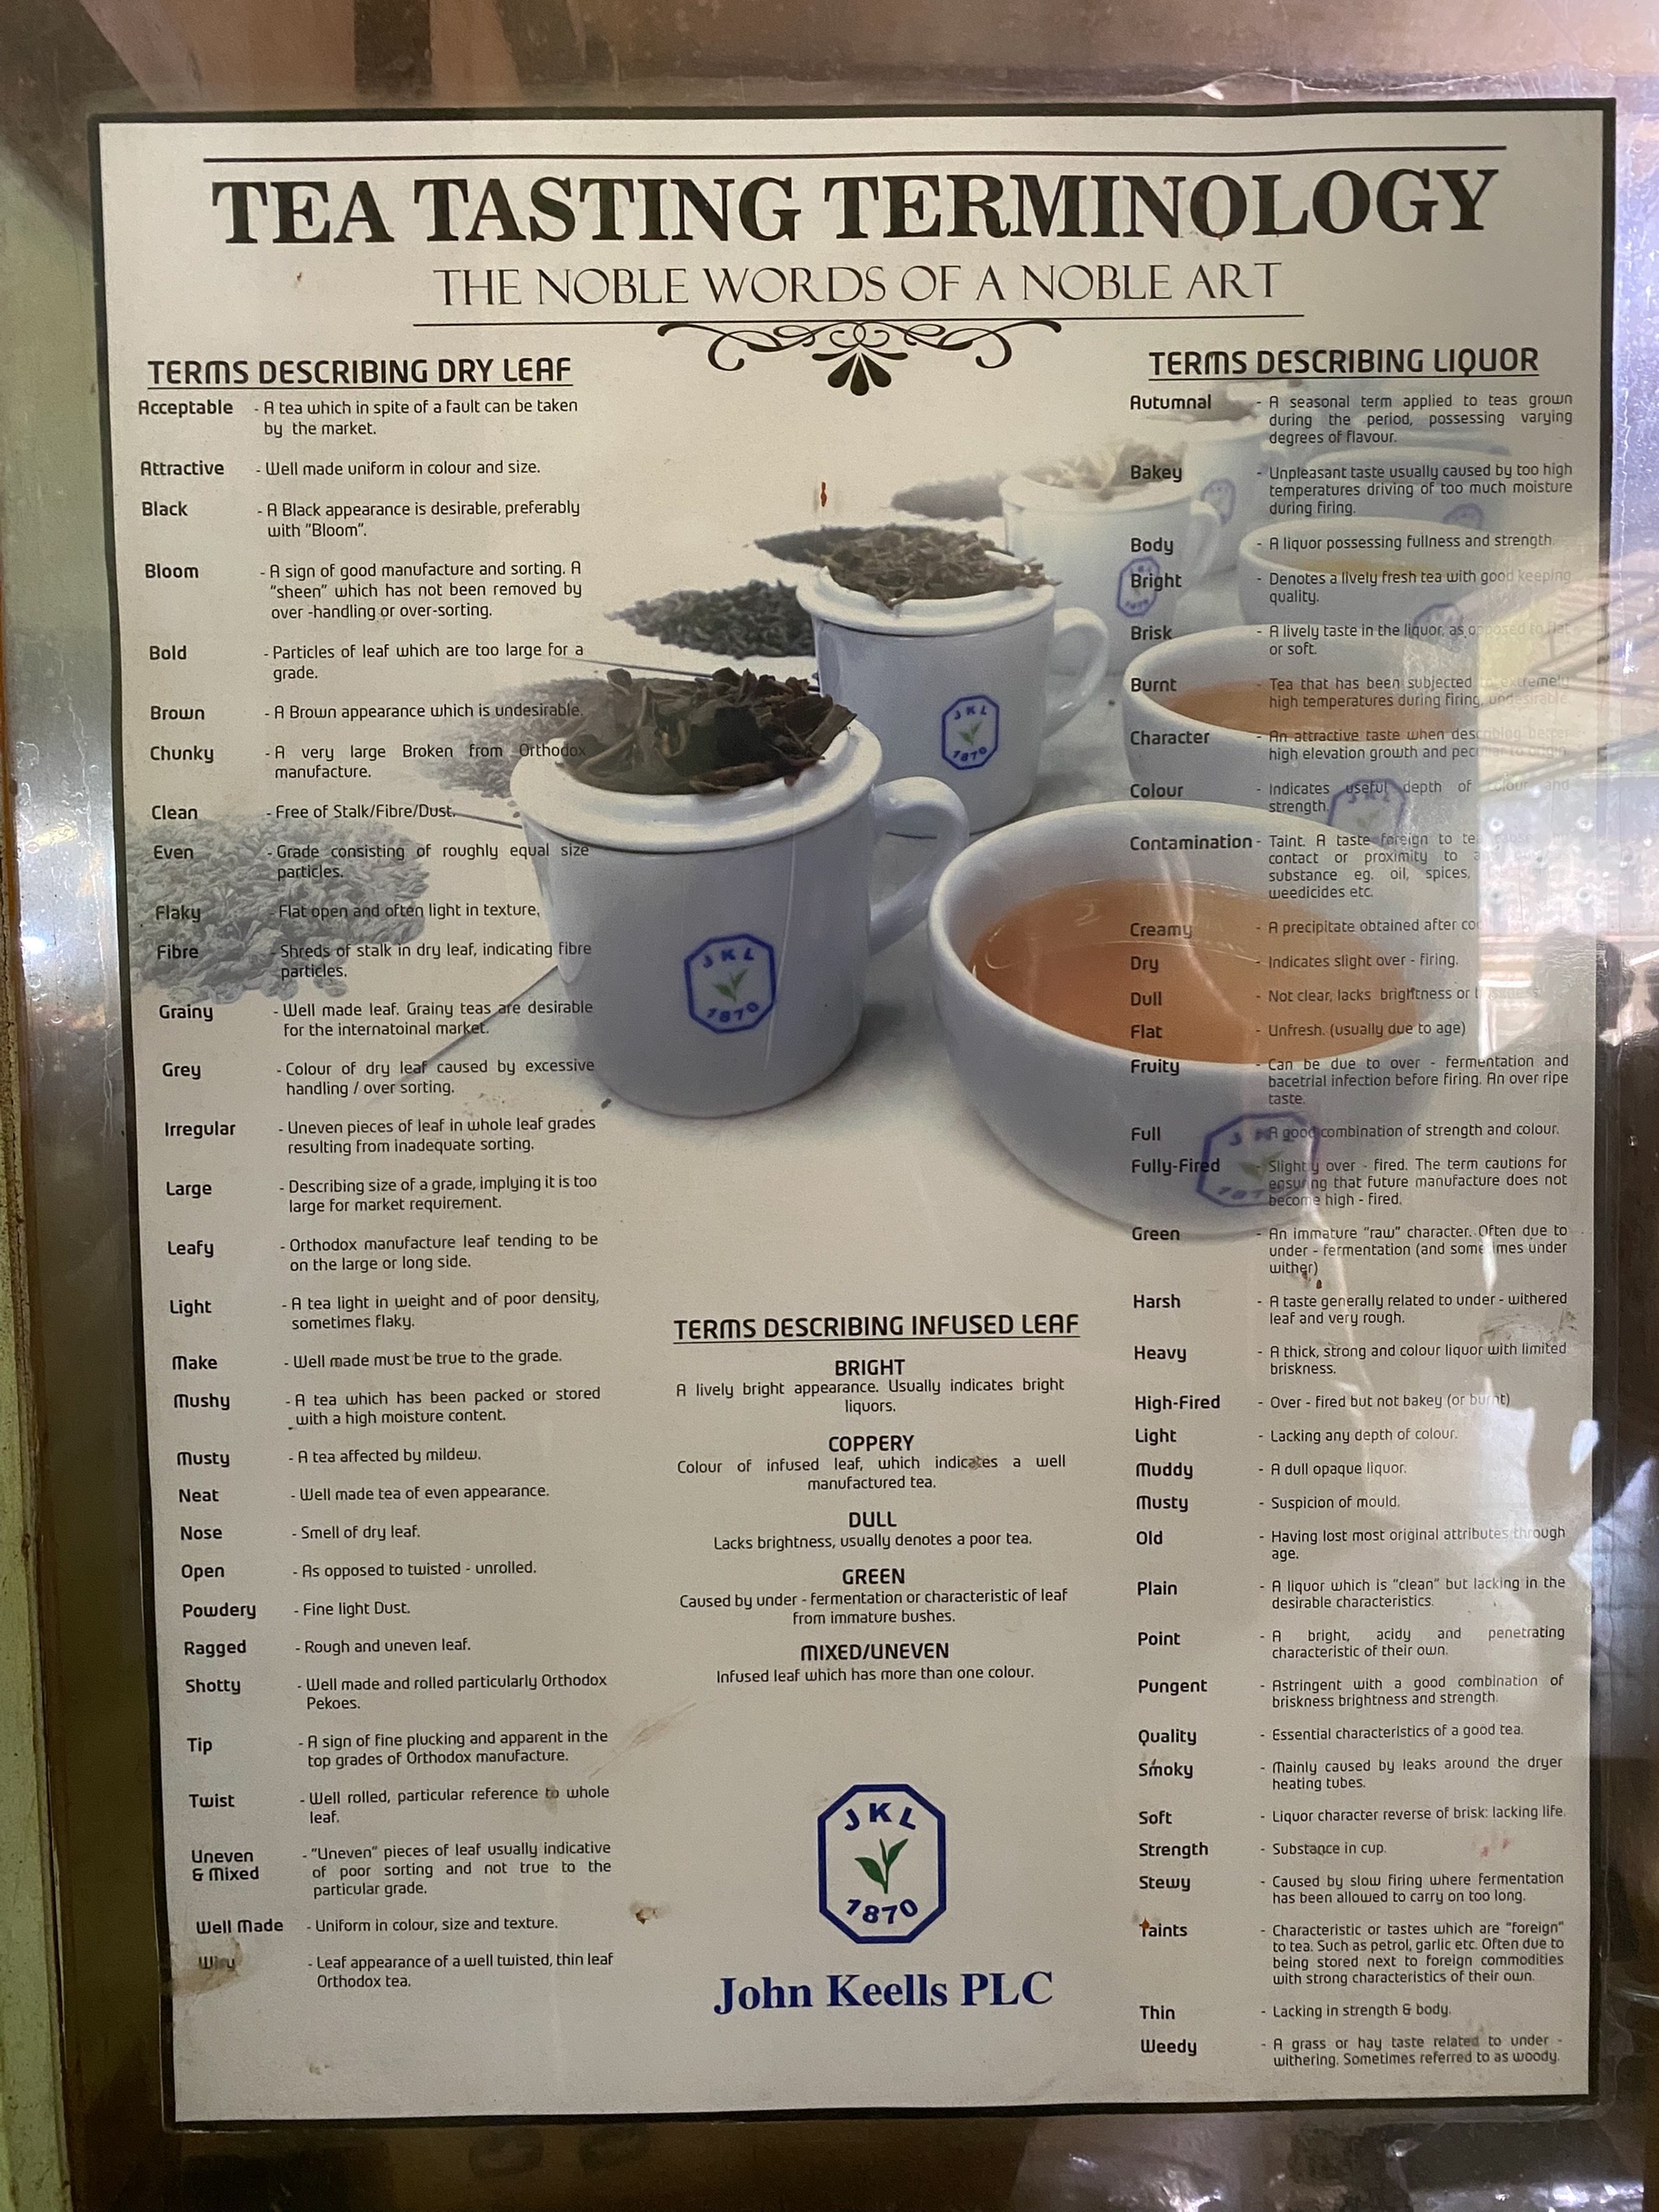 TEA TASTING TERMINOLOGY
THE NOBLE WORDS OF A NOBLE ART
TERMS DESCRIBING DRY LEAF
Acceptable - A tea which in spite of a fault can be taken
by the market.
Attractive - Well made uniform in colour and size.
Black - A Black appearance is desirable, preferably
with "Bloom".
Bloom - A sign of good manufacture and sorting. A
"sheen" which has not been removed by
over -handling or over-sorting.
Bold - Particles of leaf which are too large for a
grade.
Brown - A Brown appearance which is undesirable.
Chunky - A very large Broken from Orthodox
manufacture.
Clean - Free of Stalk/Fibre/Dust.
Even - Grade consisting of roughly equal size
particles.
Flaky - Flat open and often light in texture.
Fibre - Shreds of stalk in dry leaf, indicating fibre
particles.
Grainy - Well made leaf. Grainy teas are desirable
for the internatoinal market.
Grey - Colour of dry leaf caused by excessive
handling / over sorting.
Irregular - Uneven pieces of leaf in whole leaf grades
resulting from inadequate sorting.
Large - Describing size of a grade, implying it is too
large for market requirement.
Leafy - Orthodox manufacture leaf tending to be
on the large or long side.
Light - A tea light in weight and of poor density,
sometimes flaky.
Make - Well made must be true to the grade.
Mushy - A tea which has been packed or stored
with a high moisture content.
Musty - A tea affected by mildew.
Neat - Well made tea of even appearance.
Nose - Smell of dry leaf.
Open - As opposed to twisted - unrolled.
Powdery - Fine light Dust.
Ragged - Rough and uneven leaf.
Shotty - Well made and rolled particularly Orthodox
Pekoes.
Tip - A sign of fine plucking and apparent in the
top grades of Orthodox manufacture.
Twist - Well rolled, particular reference to whole
leaf.
Uneven - "Uneven" pieces of leaf usually indicative
& Mixed of poor sorting and not true to the
particular grade.
Well Made - Uniform in colour, size and texture.
Wiry - Leaf appearance of a well twisted, thin leaf
Orthodox tea.
JKL
1870
JKL
1870
TERMS DESCRIBING INFUSED LEAF
BRIGHT
A lively bright appearance. Usually indicates bright
liquors.
COPPERY
Colour of infused leaf, which indicates a well
manufactured tea.
DULL
Lacks brightness, usually denotes a poor tea.
GREEN
Caused by under - fermentation or characteristic of leaf
from immature bushes.
MIXED/UNEVEN
Infused leaf which has more than one colour.
JKL
1870
John Keells PLC
TERMS DESCRIBING LIQUOR
Autumnal - A seasonal term applied to teas grown
during the period, possessing varying
degrees of flavour.
Bakey - Unpleasant taste usually caused by too high
temperatures driving of too much moisture
during firing.
Body - A liquor possessing fullness and strength
Bright - Denotes a lively fresh tea with good keeping
quality.
Brisk - A lively taste in the liquor, as opposed to flat
or soft.
Burnt - Tea that has been subjected to extremely
high temperatures during firing, undesirable
Character - An attractive taste when describing
high elevation growth and peculiar to origin
Colour - Indicates useful depth of colour and
strength.
Contamination - Taint. A taste foreign to
contact or proximity to
substance eg. oil, spices,
weedicides etc.
Creamy - A precipitate obtained after
Dry - Indicates slight over - firing.
Dull - Not clear, lacks brightness or
Flat - Unfresh. (usually due to age)
Fruity - Can be due to over - fermentation and
bacetrial infection before firing. An over ripe
taste.
Full - A good combination of strength and colour.
Fully-Fired - Slightly over - fired. The term cautions for
ensuring that future manufacture does not
become high - fired.
Green - An immature "raw" character. Often due to
under - fermentation (and sometimes under
wither)
Harsh - A taste generally related to under - withered
leaf and very rough.
Heavy - A thick, strong and colour liquor with limited
briskness.
High-Fired - Over - fired but not bakey (or burnt)
Light - Lacking any depth of colour.
Muddy - A dull opaque liquor.
Musty - Suspicion of mould.
Old - Having lost most original attributes through
age.
Plain - A liquor which is "clean" but lacking in the
desirable characteristics.
Point - A bright, acidy and penetrating
characteristic of their own.
Pungent - Astringent with a good combination of
briskness brightness and strength.
Quality - Essential characteristics of a good tea.
Smoky - Mainly caused by leaks around the dryer
heating tubes.
Soft - Liquor character reverse of brisk: lacking life.
Strength - Substance in cup.
Stewy - Caused by slow firing where fermentation
has been allowed to carry on too long.
Taints - Characteristic or tastes which are "foreign"
to tea. Such as petrol, garlic etc. Often due to
being stored next to foreign commodities
with strong characteristics of their own.
Thin - Lacking in strength & body.
Weedy - A grass or hay taste related to under -
withering. Sometimes referred to as woody.